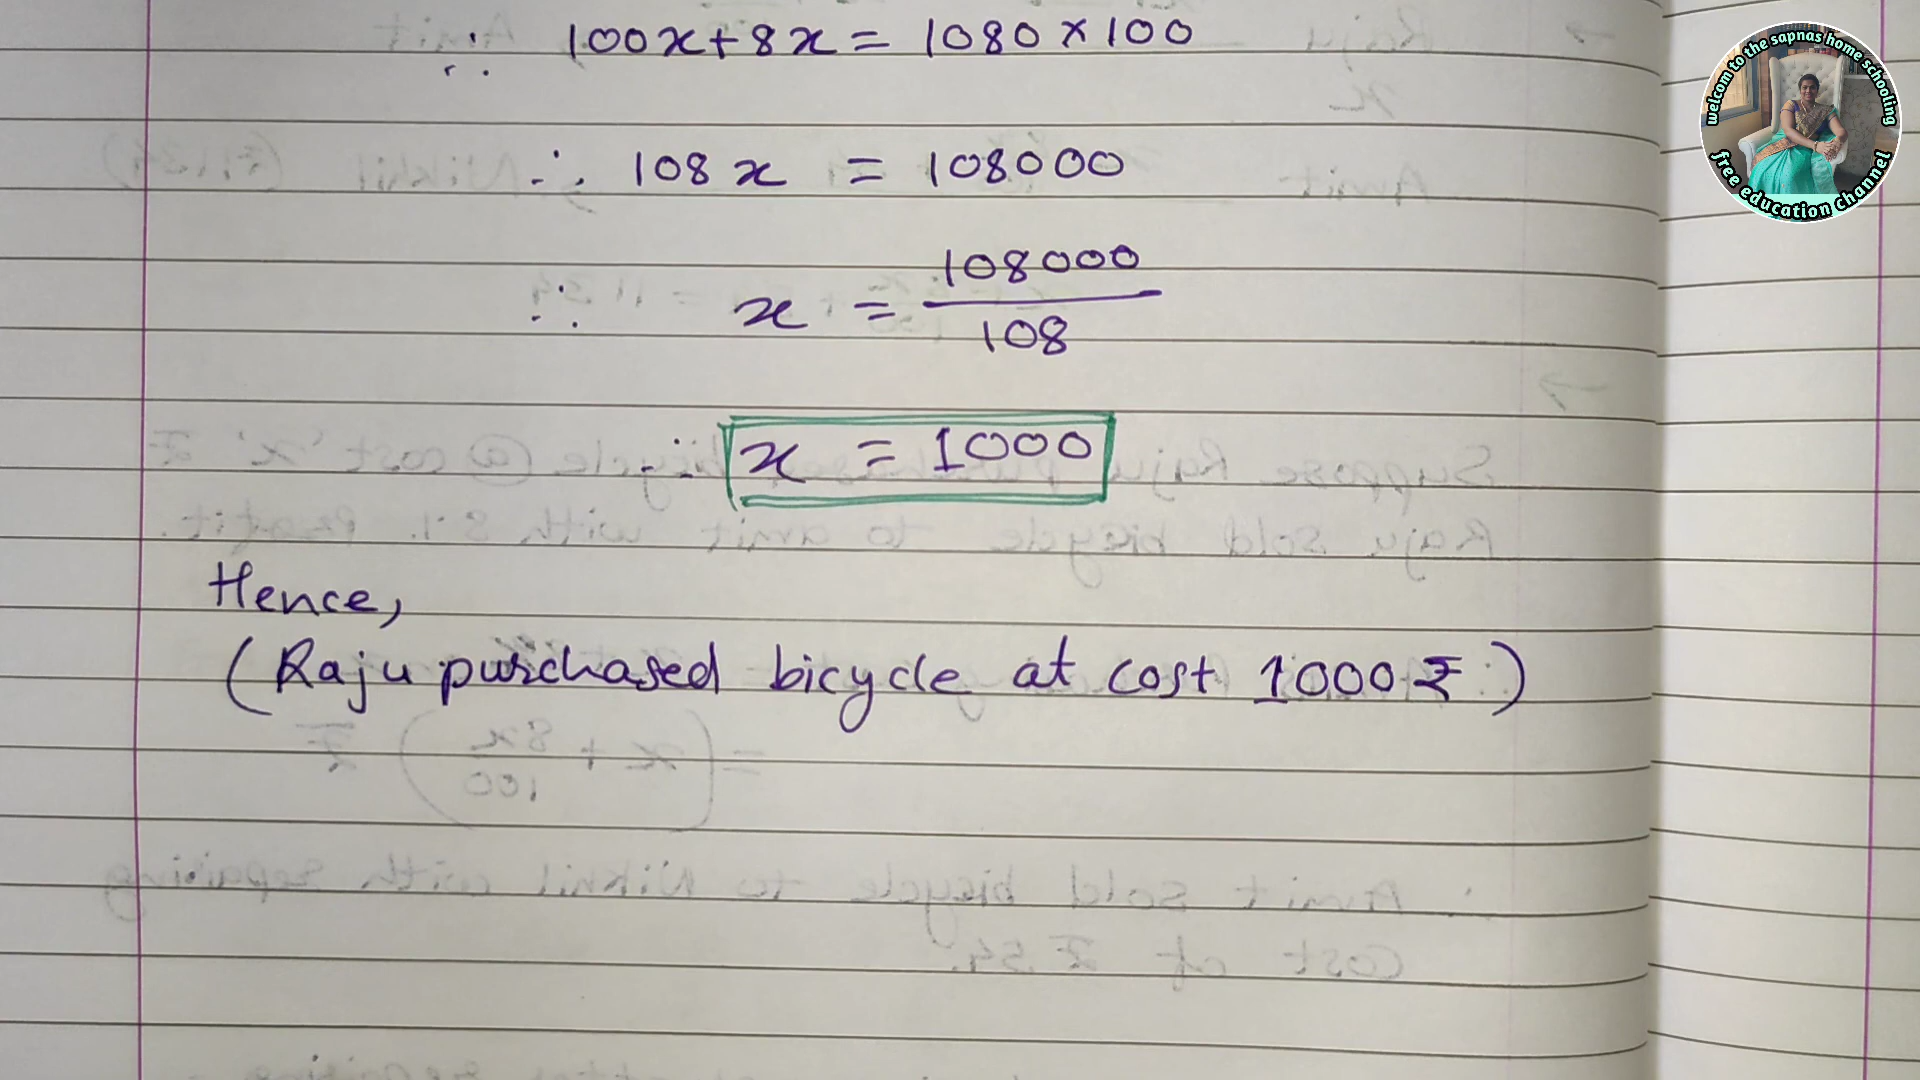 ∴ 100x + 8x = 1080 × 100
∴ 108x = 108000
∴ x = 108000
108
∴ x = 1000
Hence,
(Raju purchased bicycle at cost 1000 ₹.)
welcom to the sapnas home schooling
free education channel